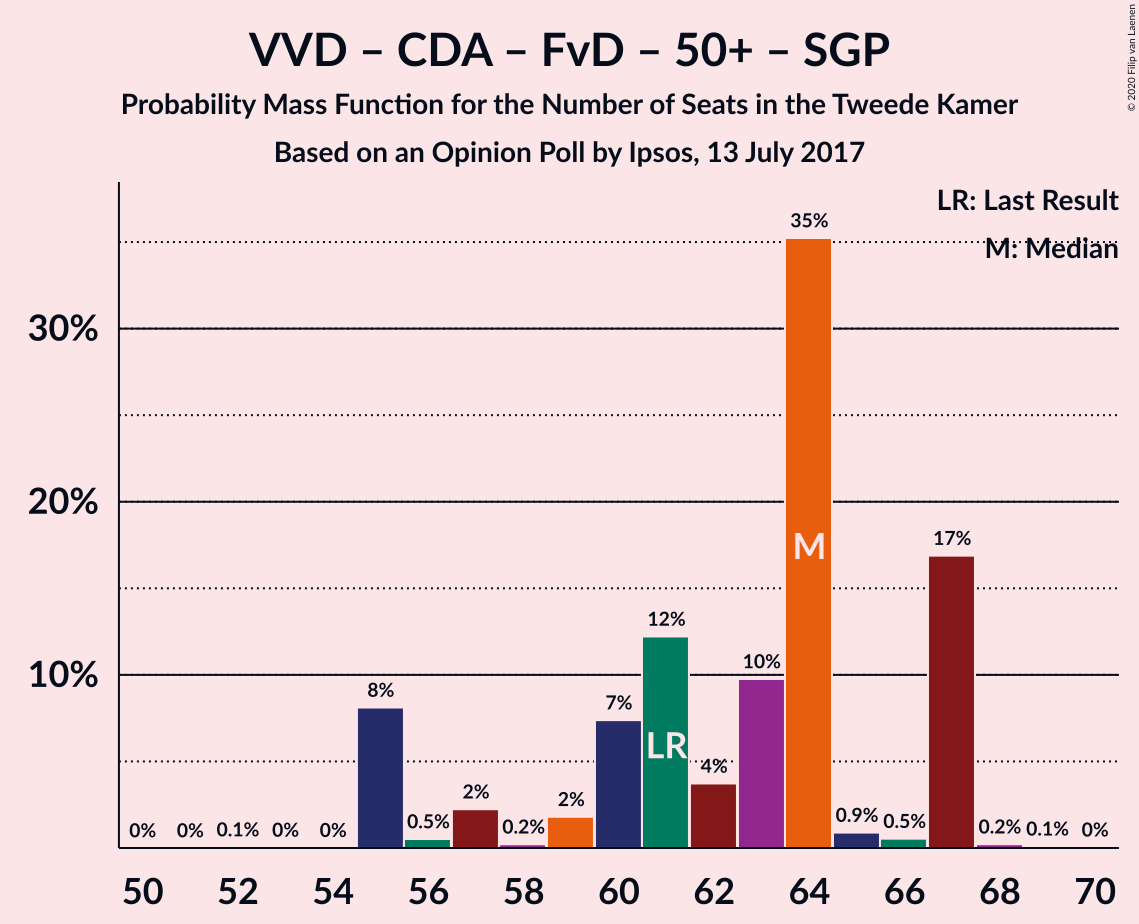 VVD – CDA – FvD – 50+ – SGP
Probability Mass Function for the Number of Seats in the Tweede Kamer
Based on an Opinion Poll by Ipsos, 13 July 2017
© 2020 Filip van Laenen
LR: Last Result
M: Median
30%
20%
10%
0% 0% 0.1% 0% 0% 8% 0.5% 2% 0.2% 2% 7% 12% 4% 10% 35% 0.9% 0.5% 17% 0.2% 0.1% 0%
LR
M
50 52 54 56 58 60 62 64 66 68 70